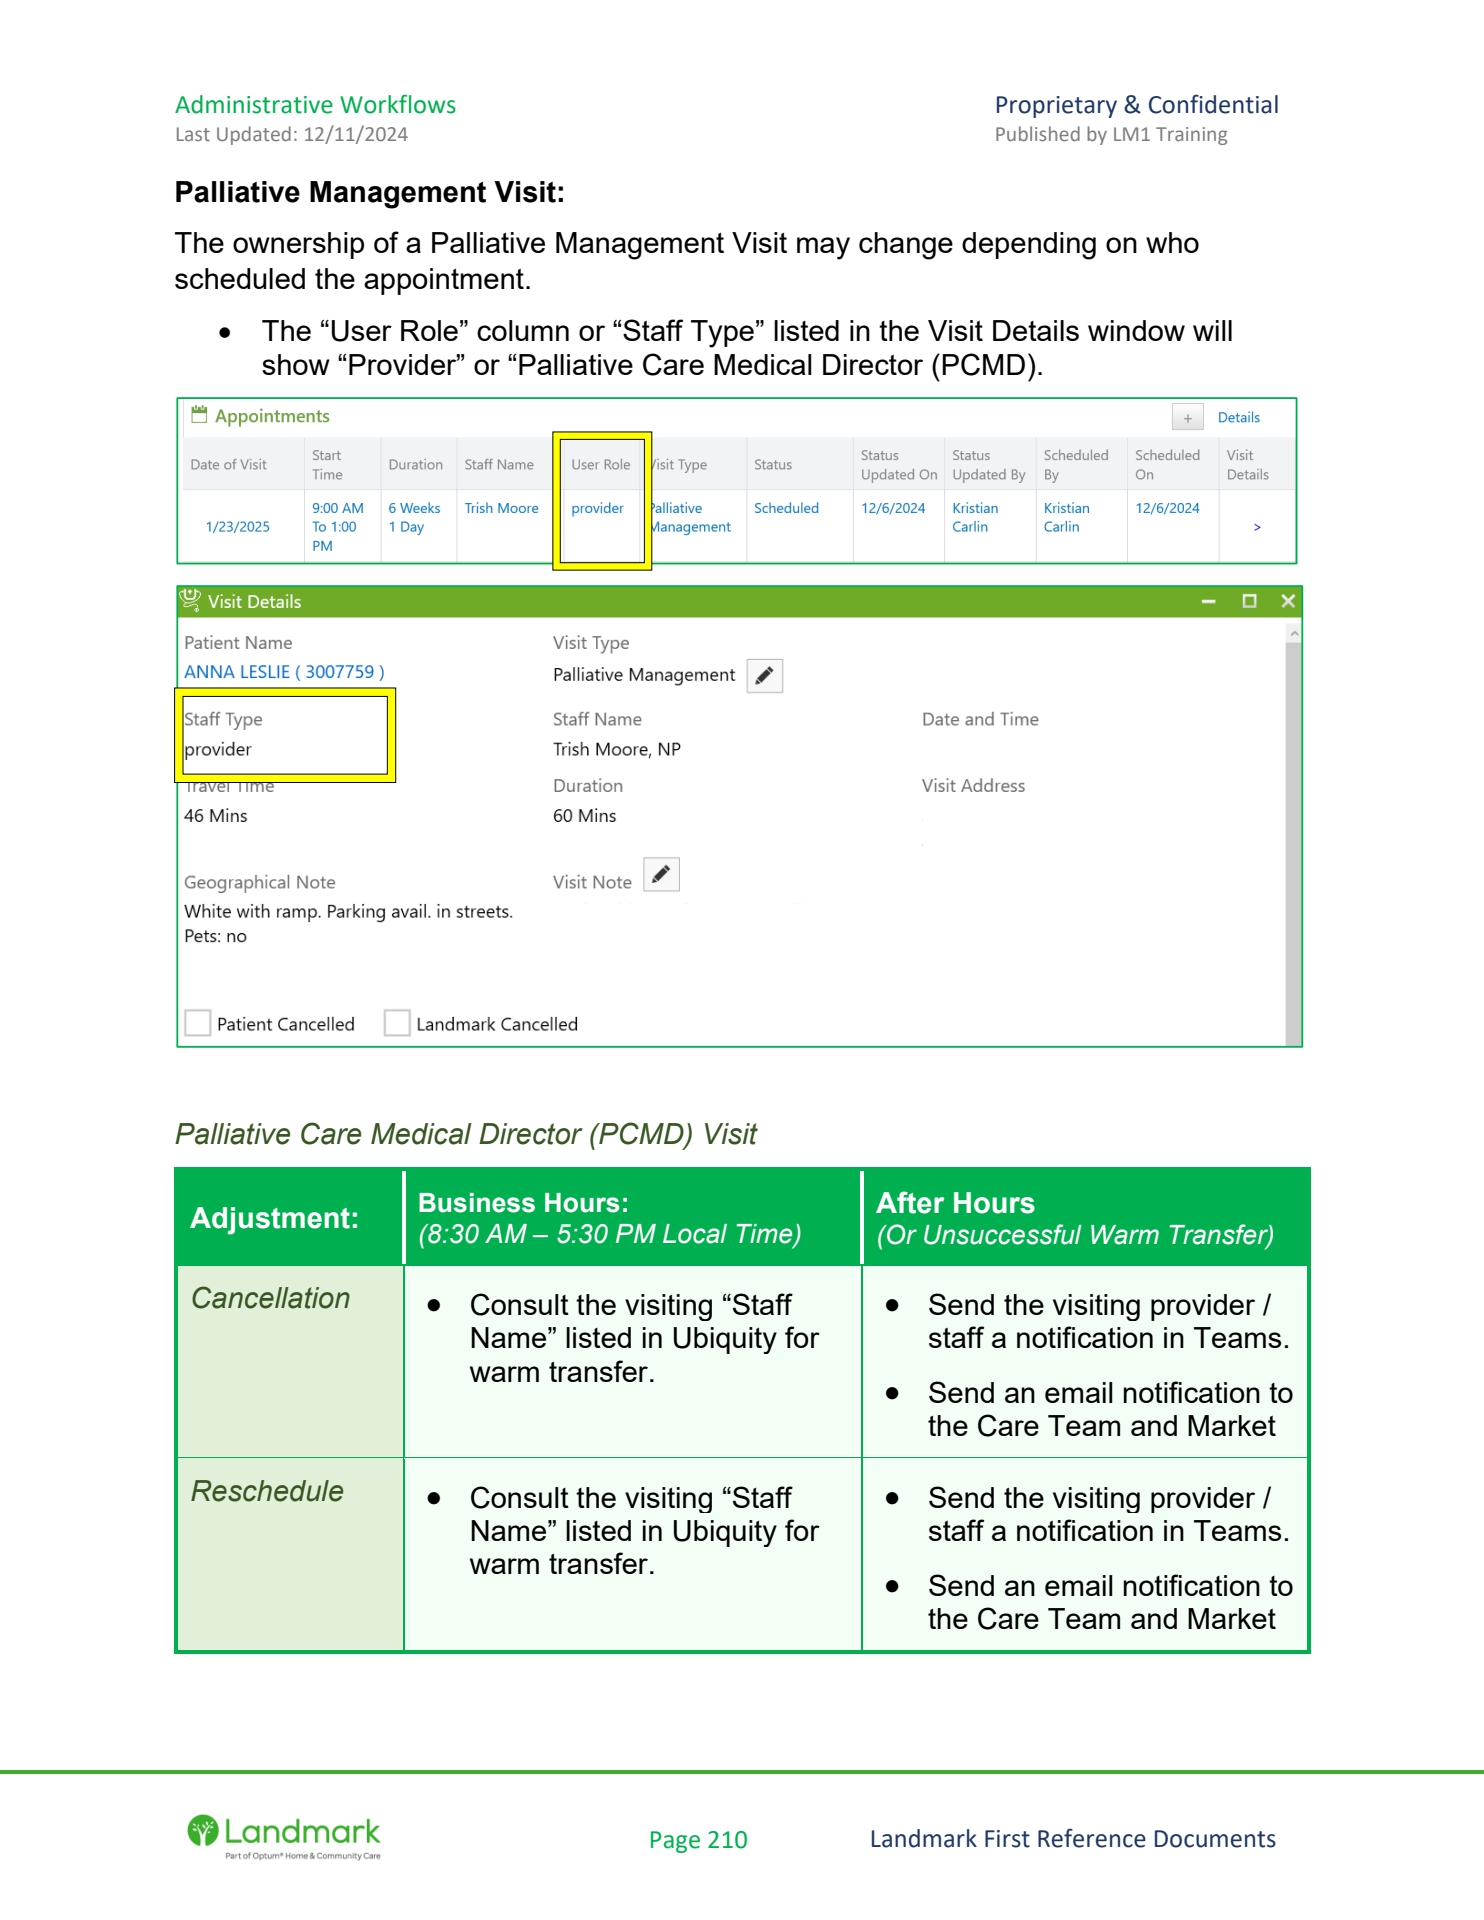 Administrative Workflows
Proprietary & Confidential
Last Updated: 12/11/2024
Published by LM1 Training
Palliative Management Visit:
The ownership of a Palliative Management Visit may change depending on who
scheduled the appointment.
• The “User Role” column or “Staff Type” listed in the Visit Details window will
show “Provider” or “Palliative Care Medical Director (PCMD).
Appointments
+ Details
Date of Visit
Start
Time
Duration
Staff Name
User Role
Visit Type
Status
Status
Updated On
Status
Updated By
Scheduled
By
Scheduled
On
Visit
Details
1/23/2025
9:00 AM
To 1:00
PM
6 Weeks
1 Day
Trish Moore
provider
Palliative
Management
Scheduled
12/6/2024
Kristian
Carlin
Kristian
Carlin
12/6/2024
>
Visit Details
Patient Name
Visit Type
ANNA LESLIE ( 3007759 )
Palliative Management
Staff Type
Staff Name
Date and Time
provider
Trish Moore, NP
Travel Time
Duration
Visit Address
46 Mins
60 Mins
Geographical Note
Visit Note
White with ramp. Parking avail. in streets.
Pets: no
Patient Cancelled
Landmark Cancelled
Palliative Care Medical Director (PCMD) Visit
Adjustment:
Business Hours:
(8:30 AM – 5:30 PM Local Time)
After Hours
(Or Unsuccessful Warm Transfer)
Cancellation
• Consult the visiting “Staff
Name” listed in Ubiquity for
warm transfer.
• Send the visiting provider /
staff a notification in Teams.
• Send an email notification to
the Care Team and Market
Reschedule
• Consult the visiting “Staff
Name” listed in Ubiquity for
warm transfer.
• Send the visiting provider /
staff a notification in Teams.
• Send an email notification to
the Care Team and Market
Landmark
Part of Optum® Home & Community Care
Page 210
Landmark First Reference Documents